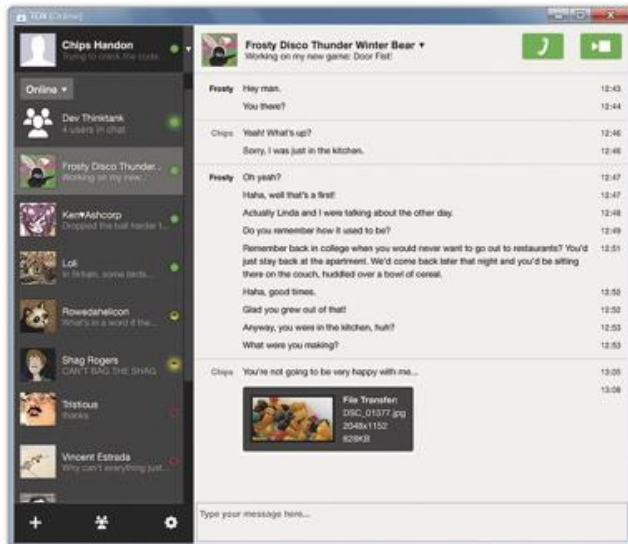 TOX [Online]
Chips Handon
Trying to crack the code
Online
Dev Thinktank
4 users in chat
Frosty Disco Thunder...
Working on my new...
Ken♥Ashcorp
Dropped the ball harder t...
Loli
In Britain, some birds...
Rowedahelicon
What's in a word if the...
Shag Rogers
CAN'T BAG THE SHAG
Tristious
thanks
Vincent Estrada
Why can't everything just...
Frosty Disco Thunder Winter Bear
Working on my new game: Door Fist!
Frosty Hey man. 12:43
You there? 12:44
Chips Yeah! What's up? 12:46
Sorry, I was just in the kitchen. 12:46
Frosty Oh yeah? 12:47
Haha, well that's a first! 12:47
Actually Linda and I were talking about the other day. 12:48
Do you remember how it used to be? 12:49
Remember back in college when you would never want to go out to restaurants? You'd 12:51
just stay back at the apartment. We'd come back later that night and you'd be sitting
there on the couch, huddled over a bowl of cereal.
Haha, good times. 12:52
Glad you grew out of that! 12:52
Anyway, you were in the kitchen, huh? 12:53
What were you making? 12:53
Chips You're not going to be very happy with me... 13:05
13:08
File Transfer:
DSC_01377.jpg
2048x1152
628KB
Type your message here...